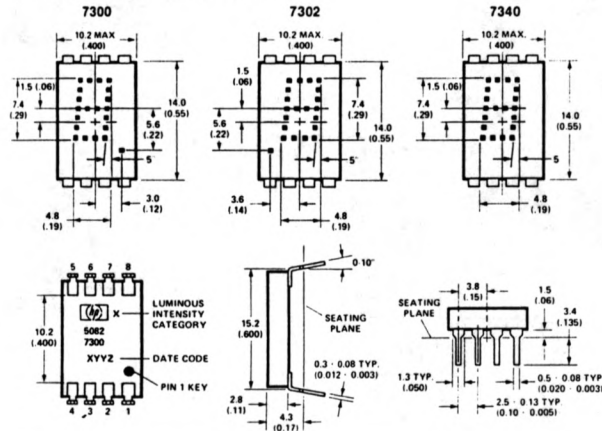 7300
7302
7340
10.2 MAX.
(.400)
1.5 (.06)
7.4
(.29)
14.0
(0.55)
5.6
(.22)
5°
3.0
(.12)
4.8
(.19)
10.2 MAX.
(.400)
1.5
(.06)
5.6
(.22)
7.4
(.29)
14.0
(0.55)
5°
3.6
(.14)
4.8
(.19)
10.2 MAX.
(.400)
1.5 (.06)
7.4
(.29)
14.0
(0.55)
5
4.8
(.19)
5 6 7 8
hp X
5082
7300
XYYZ
10.2
(.400)
4 3 2 1
LUMINOUS
INTENSITY
CATEGORY
DATE CODE
PIN 1 KEY
0-10°
15.2
(.600)
SEATING
PLANE
0.3 · 0.08 TYP.
(0.012 · 0.003)
2.8
(.11)
4.3
(0.17)
3.8
(.15)
1.5
(.06)
SEATING
PLANE
3.4
(.135)
1.3 TYP.
(.050)
0.5 · 0.08 TYP.
(0.020 · 0.003)
2.5 · 0.13 TYP.
(0.10 · 0.005)